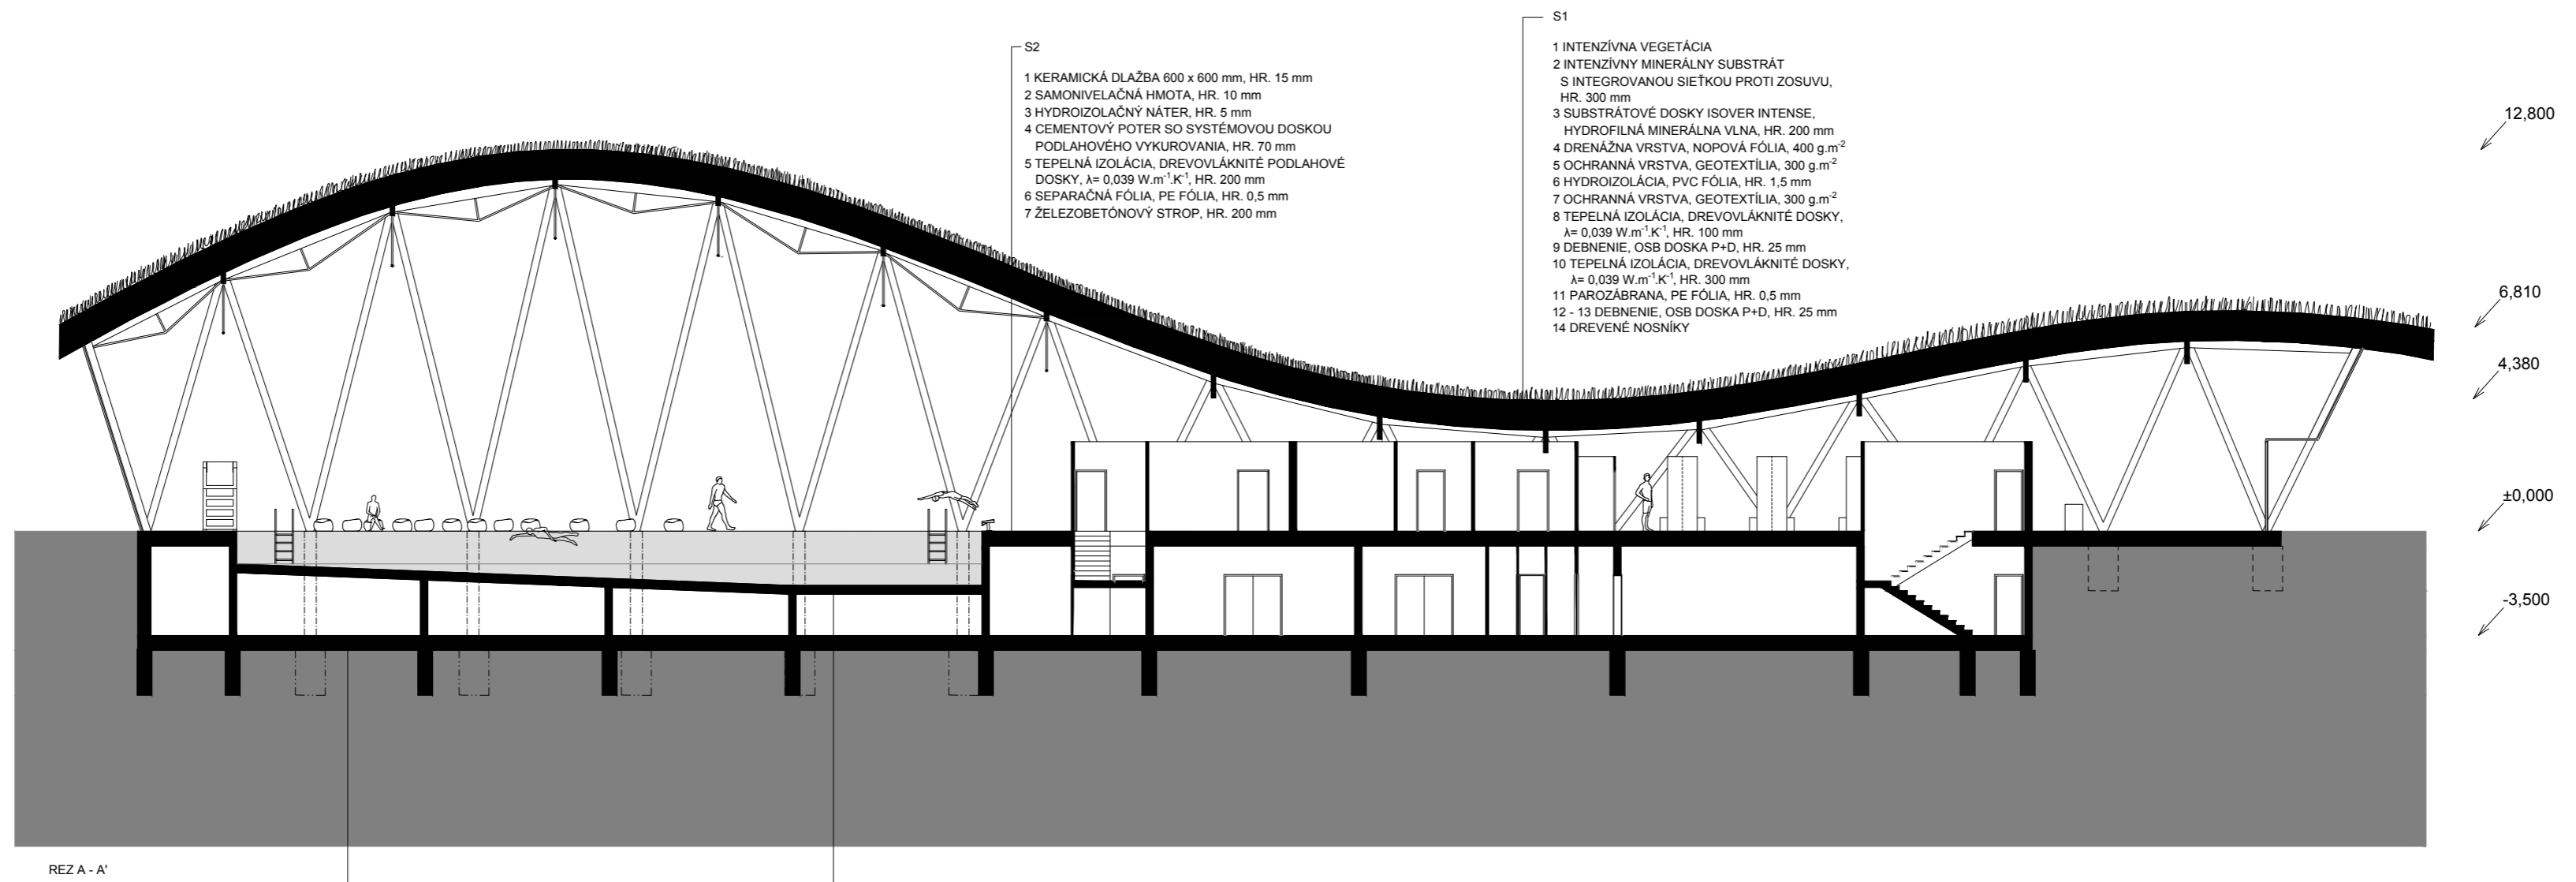 S2
1 KERAMICKÁ DLAŽBA 600 x 600 mm, HR. 15 mm
2 SAMONIVELAČNÁ HMOTA, HR. 10 mm
3 HYDROIZOLAČNÝ NÁTER, HR. 5 mm
4 CEMENTOVÝ POTER SO SYSTÉMOVOU DOSKOU
PODLAHOVÉHO VYKUROVANIA, HR. 70 mm
5 TEPELNÁ IZOLÁCIA, DREVOVLÁKNITÉ PODLAHOVÉ
DOSKY, λ= 0,039 W.m⁻¹.K⁻¹, HR. 200 mm
6 SEPARAČNÁ FÓLIA, PE FÓLIA, HR. 0,5 mm
7 ŽELEZOBETÓNOVÝ STROP, HR. 200 mm
S1
1 INTENZÍVNA VEGETÁCIA
2 INTENZÍVNY MINERÁLNY SUBSTRÁT
S INTEGROVANOU SIEŤKOU PROTI ZOSUVU,
HR. 300 mm
3 SUBSTRÁTOVÉ DOSKY ISOVER INTENSE,
HYDROFILNÁ MINERÁLNA VLNA, HR. 200 mm
4 DRENÁŽNA VRSTVA, NOPOVÁ FÓLIA, 400 g.m⁻²
5 OCHRANNÁ VRSTVA, GEOTEXTÍLIA, 300 g.m⁻²
6 HYDROIZOLÁCIA, PVC FÓLIA, HR. 1,5 mm
7 OCHRANNÁ VRSTVA, GEOTEXTÍLIA, 300 g.m⁻²
8 TEPELNÁ IZOLÁCIA, DREVOVLÁKNITÉ DOSKY,
λ= 0,039 W.m⁻¹.K⁻¹, HR. 100 mm
9 DEBNENIE, OSB DOSKA P+D, HR. 25 mm
10 TEPELNÁ IZOLÁCIA, DREVOVLÁKNITÉ DOSKY,
λ= 0,039 W.m⁻¹.K⁻¹, HR. 300 mm
11 PAROZÁBRANA, PE FÓLIA, HR. 0,5 mm
12 - 13 DEBNENIE, OSB DOSKA P+D, HR. 25 mm
14 DREVENÉ NOSNÍKY
12,800
6,810
4,380
±0,000
-3,500
REZ A - A'